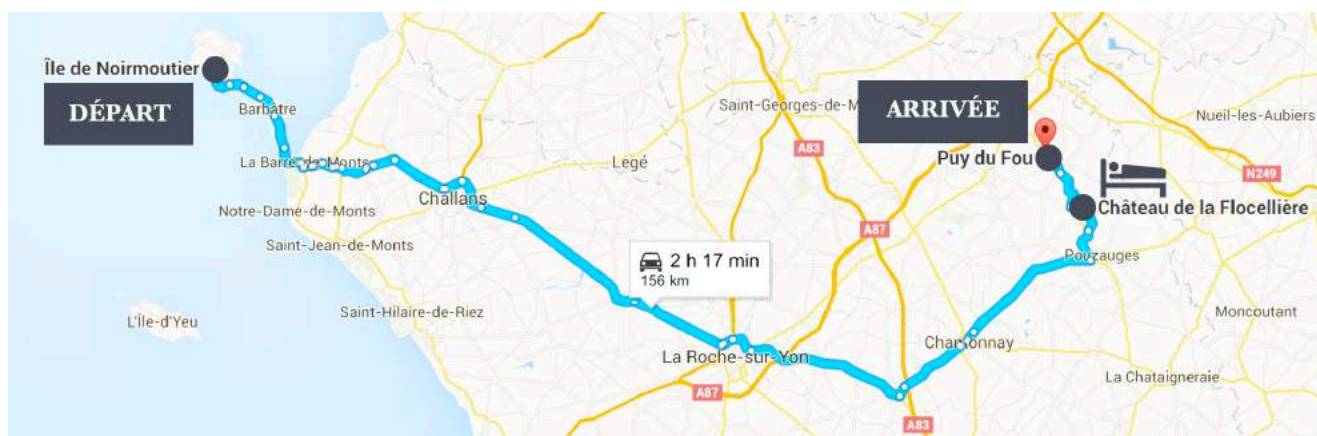 Île de Noirmoutier
DÉPART
Barbâtre
La Barre-de-Monts
Notre-Dame-de-Monts
Saint-Jean-de-Monts
Challans
Legé
L'Île-d'Yeu
Saint-Hilaire-de-Riez
2 h 17 min
156 km
La Roche-sur-Yon
A87
Saint-Georges-de-M
A83
A87
ARRIVÉE
Puy du Fou
Nueil-les-Aubiers
N249
Château de la Flocellière
Pouzauges
Moncoutant
Chantonnay
La Chataigneraie
A83